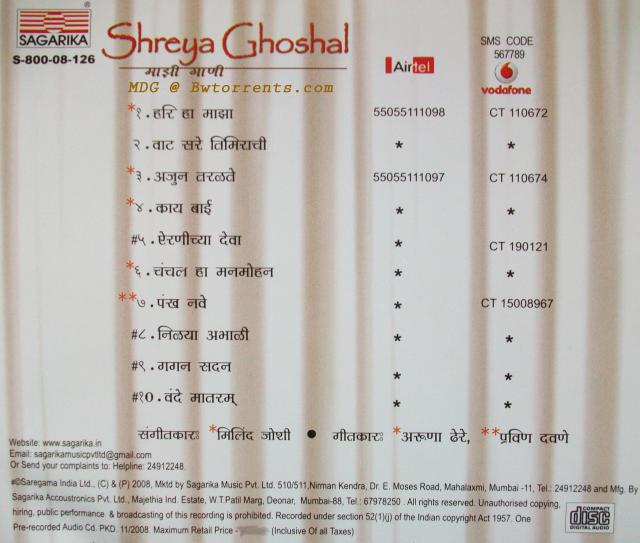 SAGARIKA ®
S-800-08-126
Shreya Ghoshal
माझी गाणी
MDG @ Bwtorrents.com
Airtel
SMS CODE
567789
vodafone
*१. हरि हा माझा 55055111098 CT 110672
२. वाट सरे तिमिराची * *
*३. अजुन तरळते 55055111097 CT 110674
*४. काय बाई * *
#५. ऐरणीच्या देवा * CT 190121
*६. चंचल हा मनमोहन * *
**७. पंख नवे * CT 15008967
#८. निळया अभाळी * *
#९. गगन सदन * *
#१०. वंदे मातरम् * *
संगीतकारः *मिलिंद जोशी ● गीतकारः *अरूणा ढेरे, **प्रविण दवणे
Website: www.sagarika.in
Email: sagarikamusicpvtltd@gmail.com
Or Send your complaints to: Helpline: 24912248.
#©Saregama India Ltd., (C) & (P) 2008, Mktd by Sagarika Music Pvt. Ltd. 510/511,Nirman Kendra, Dr. E. Moses Road, Mahalaxmi, Mumbai -11, Tel.: 24912248 and Mfg. By
Sagarika Accoustronics Pvt. Ltd., Majethia Ind. Estate, W.T.Patil Marg, Deonar, Mumbai-88, Tel.: 67978250 . All rights reserved. Unauthorised copying,
hiring, public performance & broadcasting of this recording is prohibited. Recorded under section 52(1)(j) of the Indian copyright Act 1957. One
Pre-recorded Audio Cd. PKD 11/2008. Maximum Retail Price - (Inclusive Of all Taxes)
COMPACT
disc
DIGITAL AUDIO